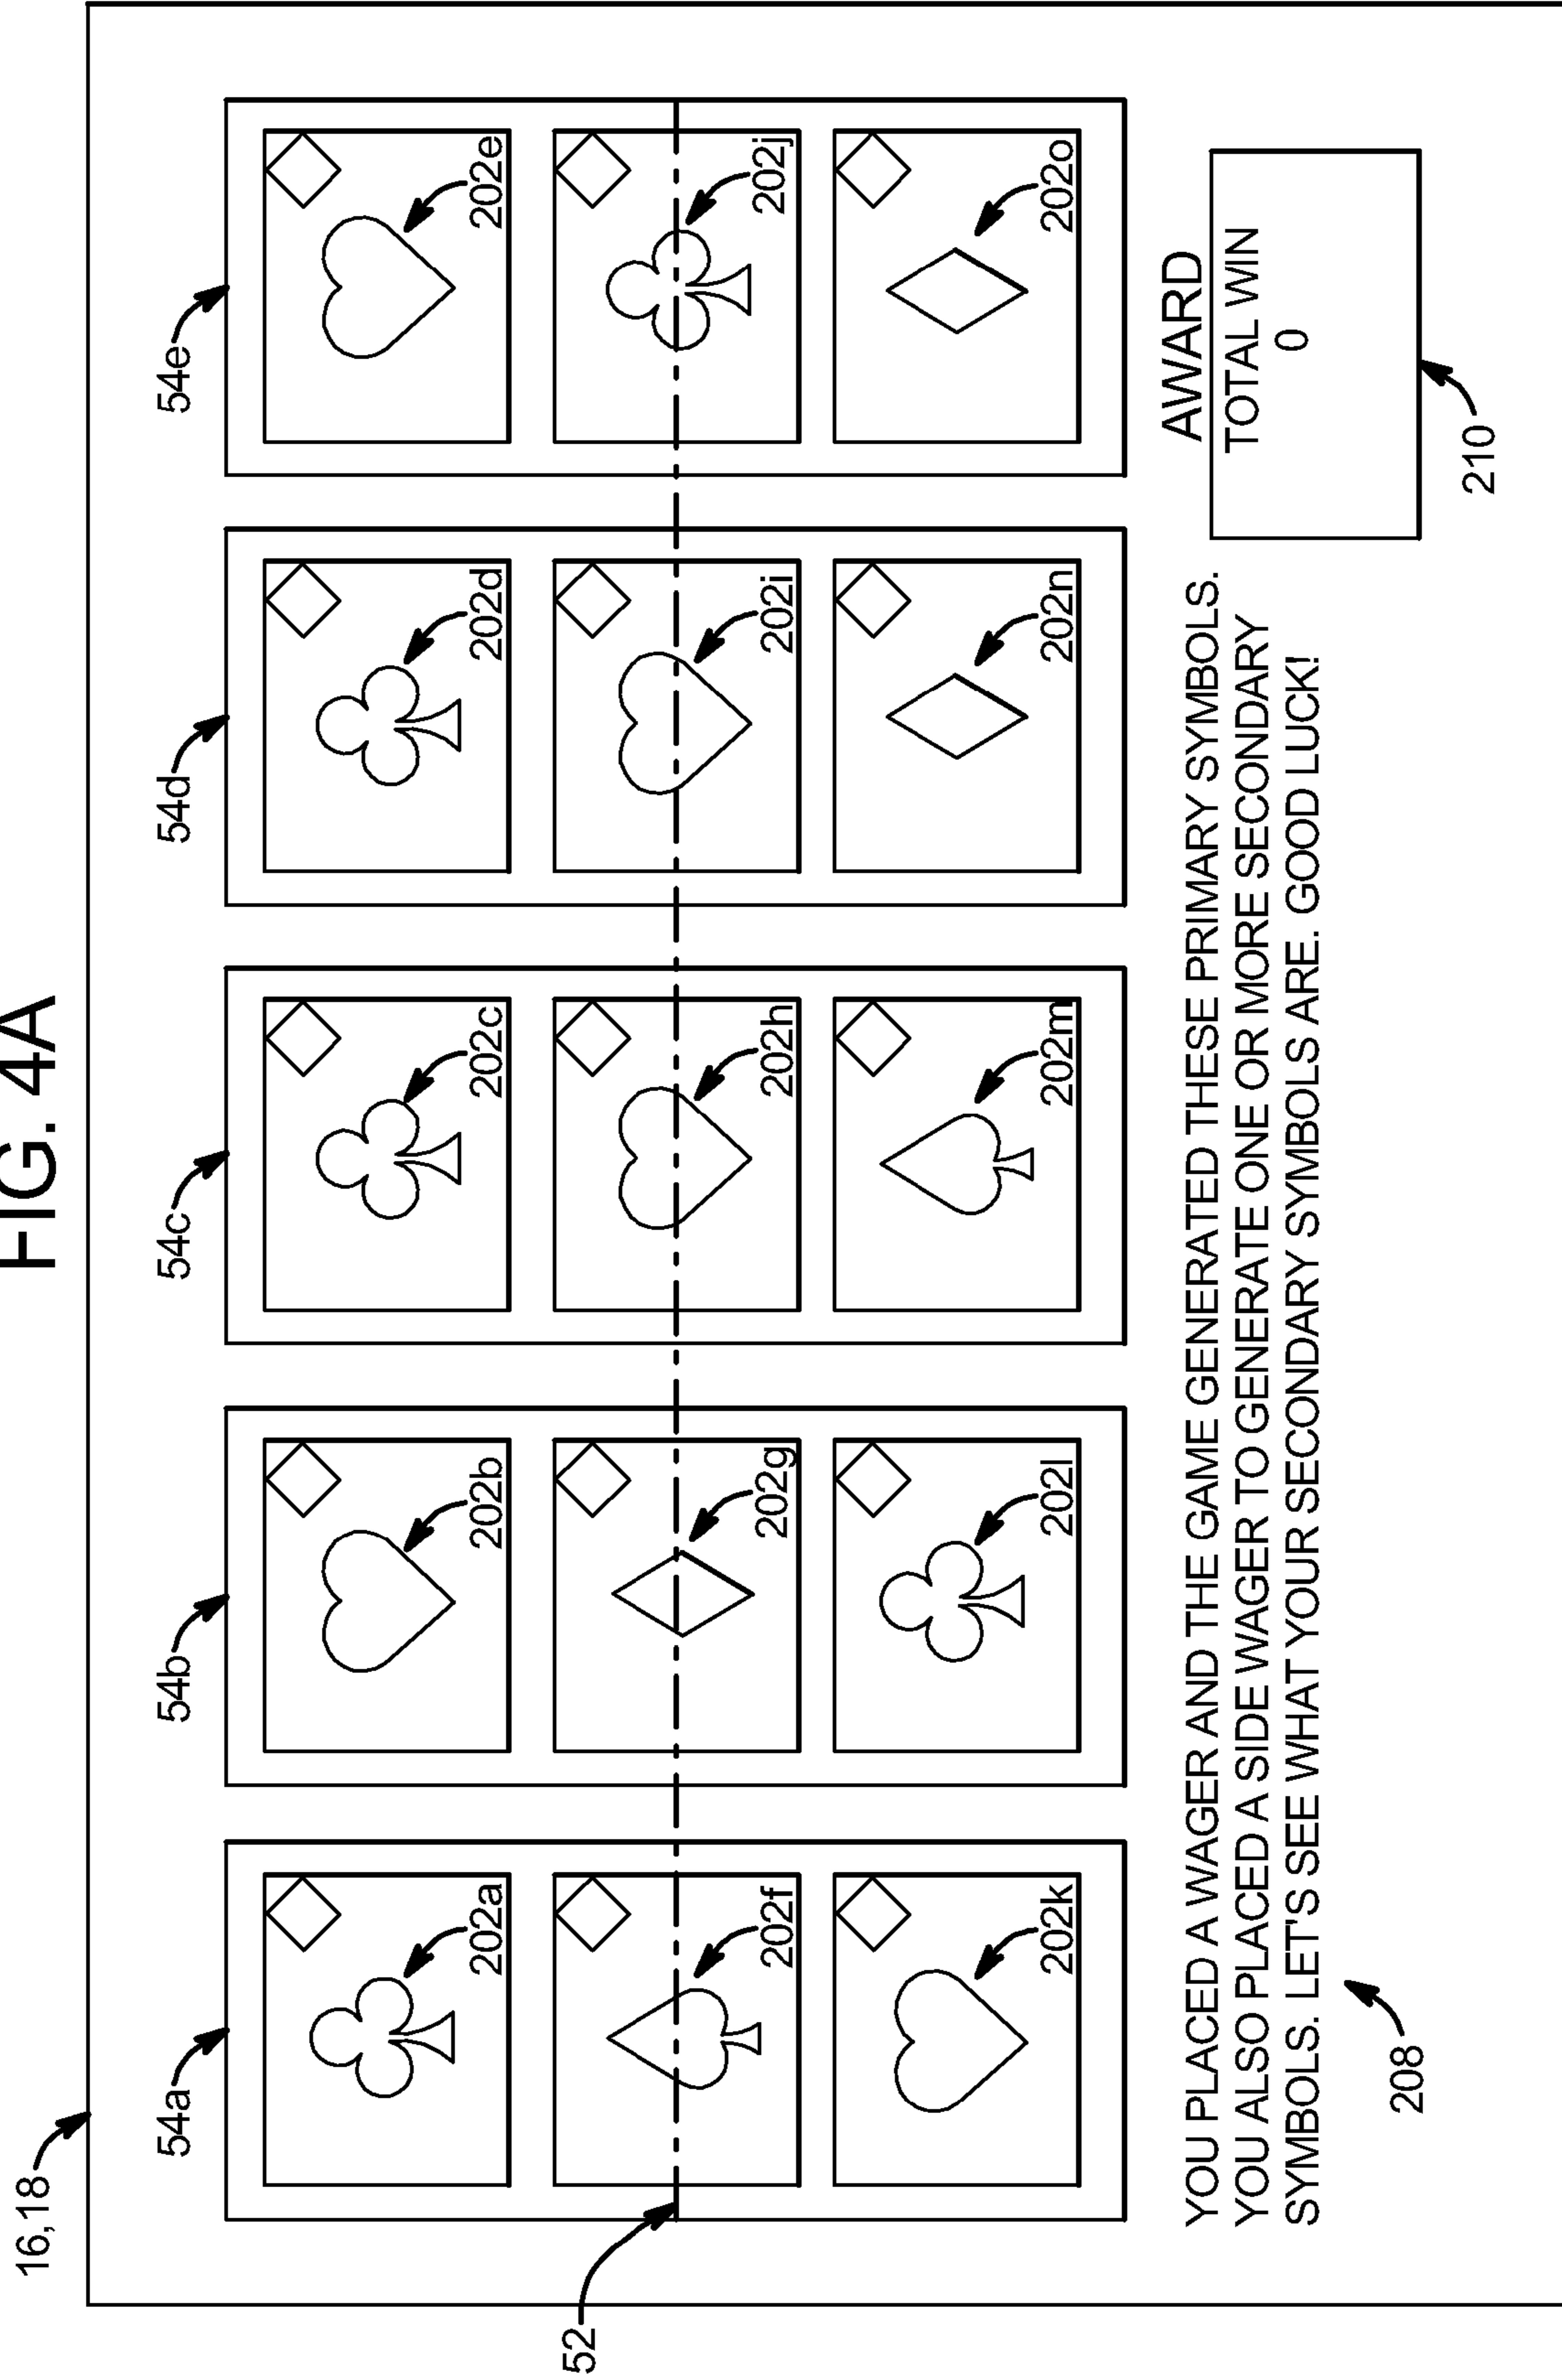 FIG. 4A
16,18
54a
54b
54c
54d
54e
202a
202b
202c
202d
202e
52
202f
202g
202h
202i
202j
202k
202l
202m
202n
202o
YOU PLACED A WAGER AND THE GAME GENERATED THESE PRIMARY SYMBOLS.
YOU ALSO PLACED A SIDE WAGER TO GENERATE ONE OR MORE SECONDARY
SYMBOLS. LET'S SEE WHAT YOUR SECONDARY SYMBOLS ARE. GOOD LUCK!
208
AWARD
TOTAL WIN
0
210